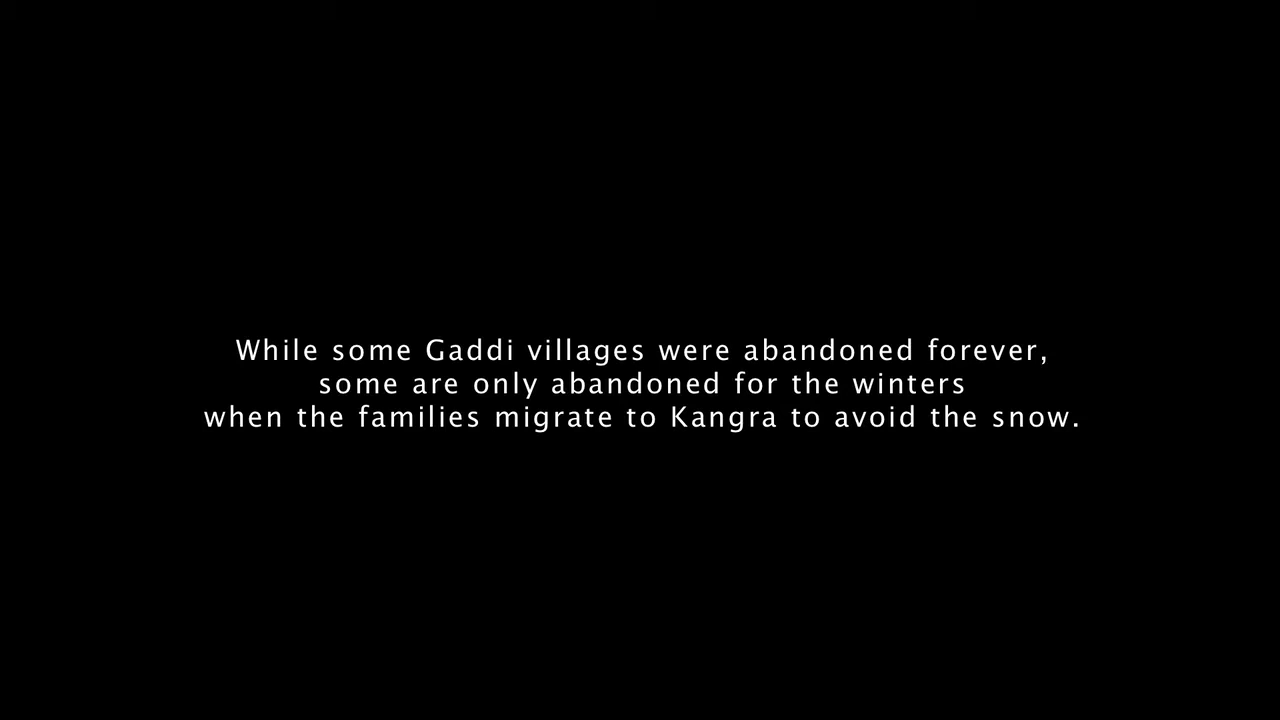 While some Gaddi villages were abandoned forever,
some are only abandoned for the winters
when the families migrate to Kangra to avoid the snow.